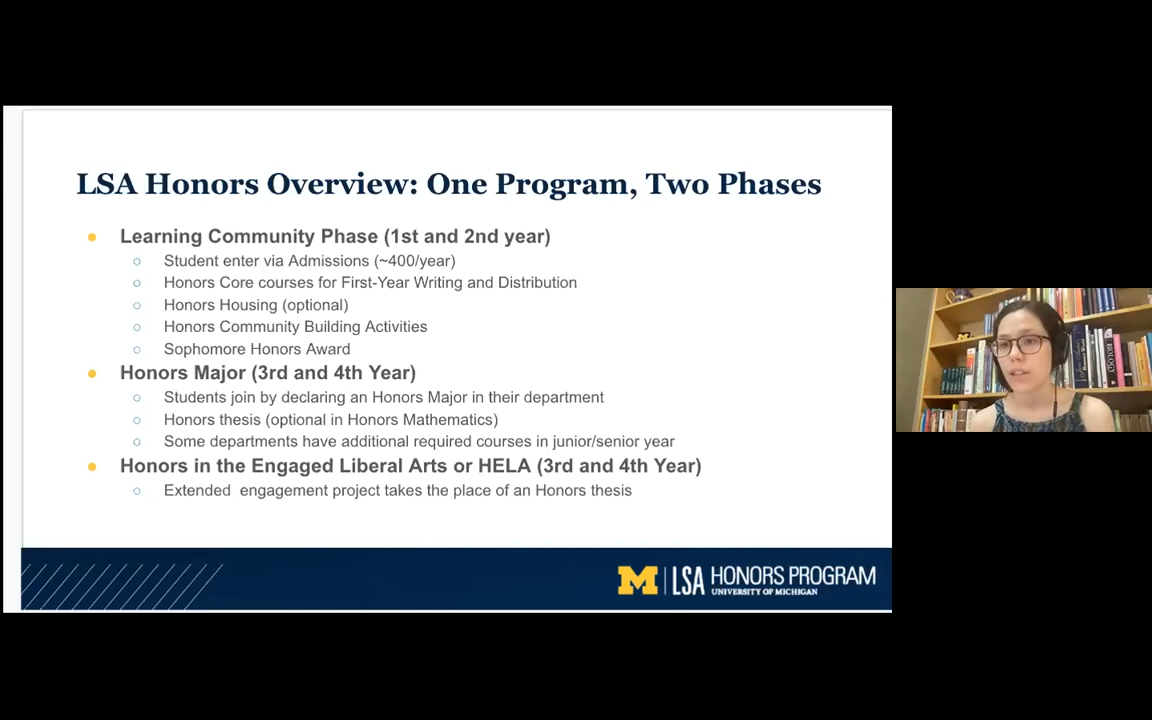 LSA Honors Overview: One Program, Two Phases
Learning Community Phase (1st and 2nd year)
Student enter via Admissions (~400/year)
Honors Core courses for First-Year Writing and Distribution
Honors Housing (optional)
Honors Community Building Activities
Sophomore Honors Award
Honors Major (3rd and 4th Year)
Students join by declaring an Honors Major in their department
Honors thesis (optional in Honors Mathematics)
Some departments have additional required courses in junior/senior year
Honors in the Engaged Liberal Arts or HELA (3rd and 4th Year)
Extended  engagement project takes the place of an Honors thesis
M LSA HONORS PROGRAM
UNIVERSITY OF MICHIGAN
BIOLOGY